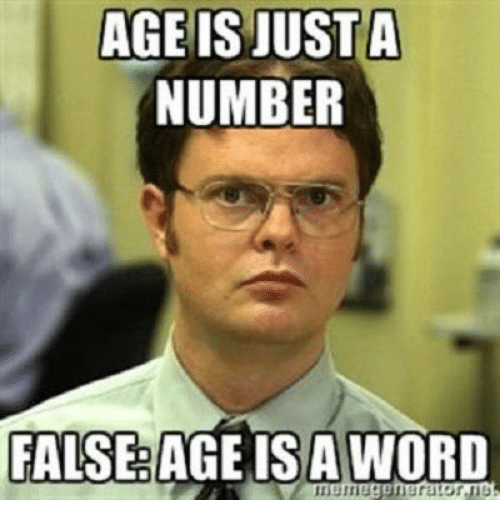 AGE IS JUST A
NUMBER
FALSE: AGE IS A WORD
memegenerator.net